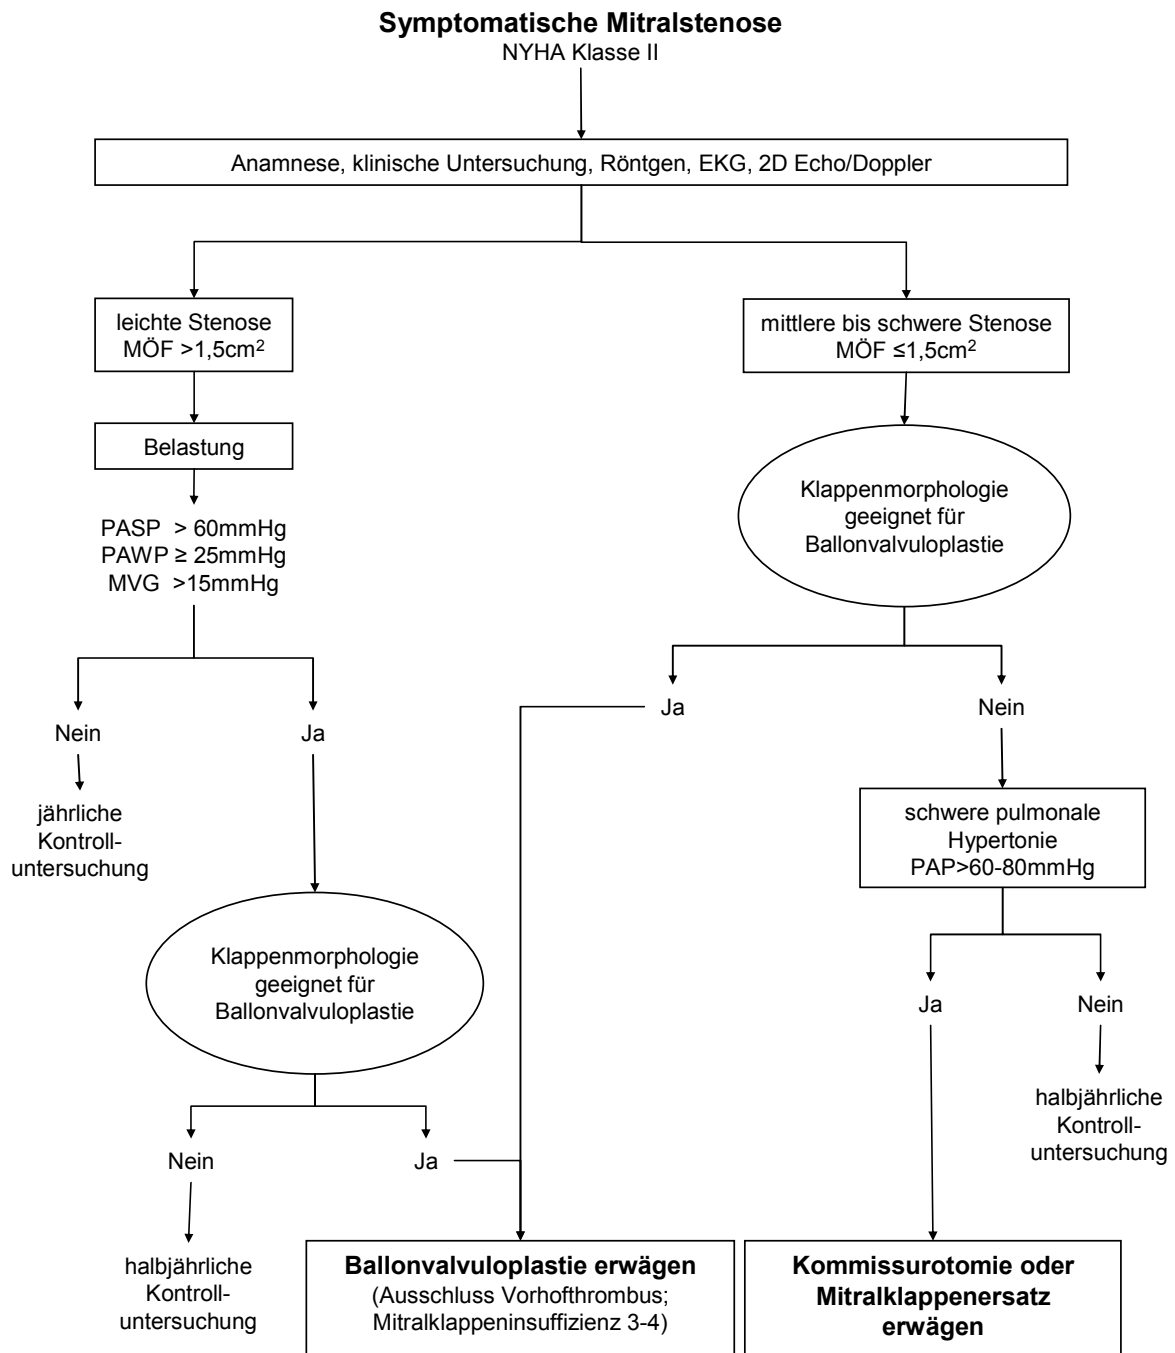 Symptomatische Mitralstenose
NYHA Klasse II
Anamnese, klinische Untersuchung, Röntgen, EKG, 2D Echo/Doppler
leichte Stenose
MÖF >1,5cm²
mittlere bis schwere Stenose
MÖF ≤1,5cm²
Belastung
PASP > 60mmHg
PAWP ≥ 25mmHg
MVG >15mmHg
Klappenmorphologie
geeignet für
Ballonvalvuloplastie
Nein
Ja
Ja
Nein
jährliche
Kontroll-
untersuchung
schwere pulmonale
Hypertonie
PAP>60-80mmHg
Klappenmorphologie
geeignet für
Ballonvalvuloplastie
Ja
Nein
halbjährliche
Kontroll-
untersuchung
Nein
Ja
halbjährliche
Kontroll-
untersuchung
Ballonvalvuloplastie erwägen
(Ausschluss Vorhofthrombus;
Mitralklappeninsuffizienz 3-4)
Kommissurotomie oder
Mitralklappenersatz
erwägen